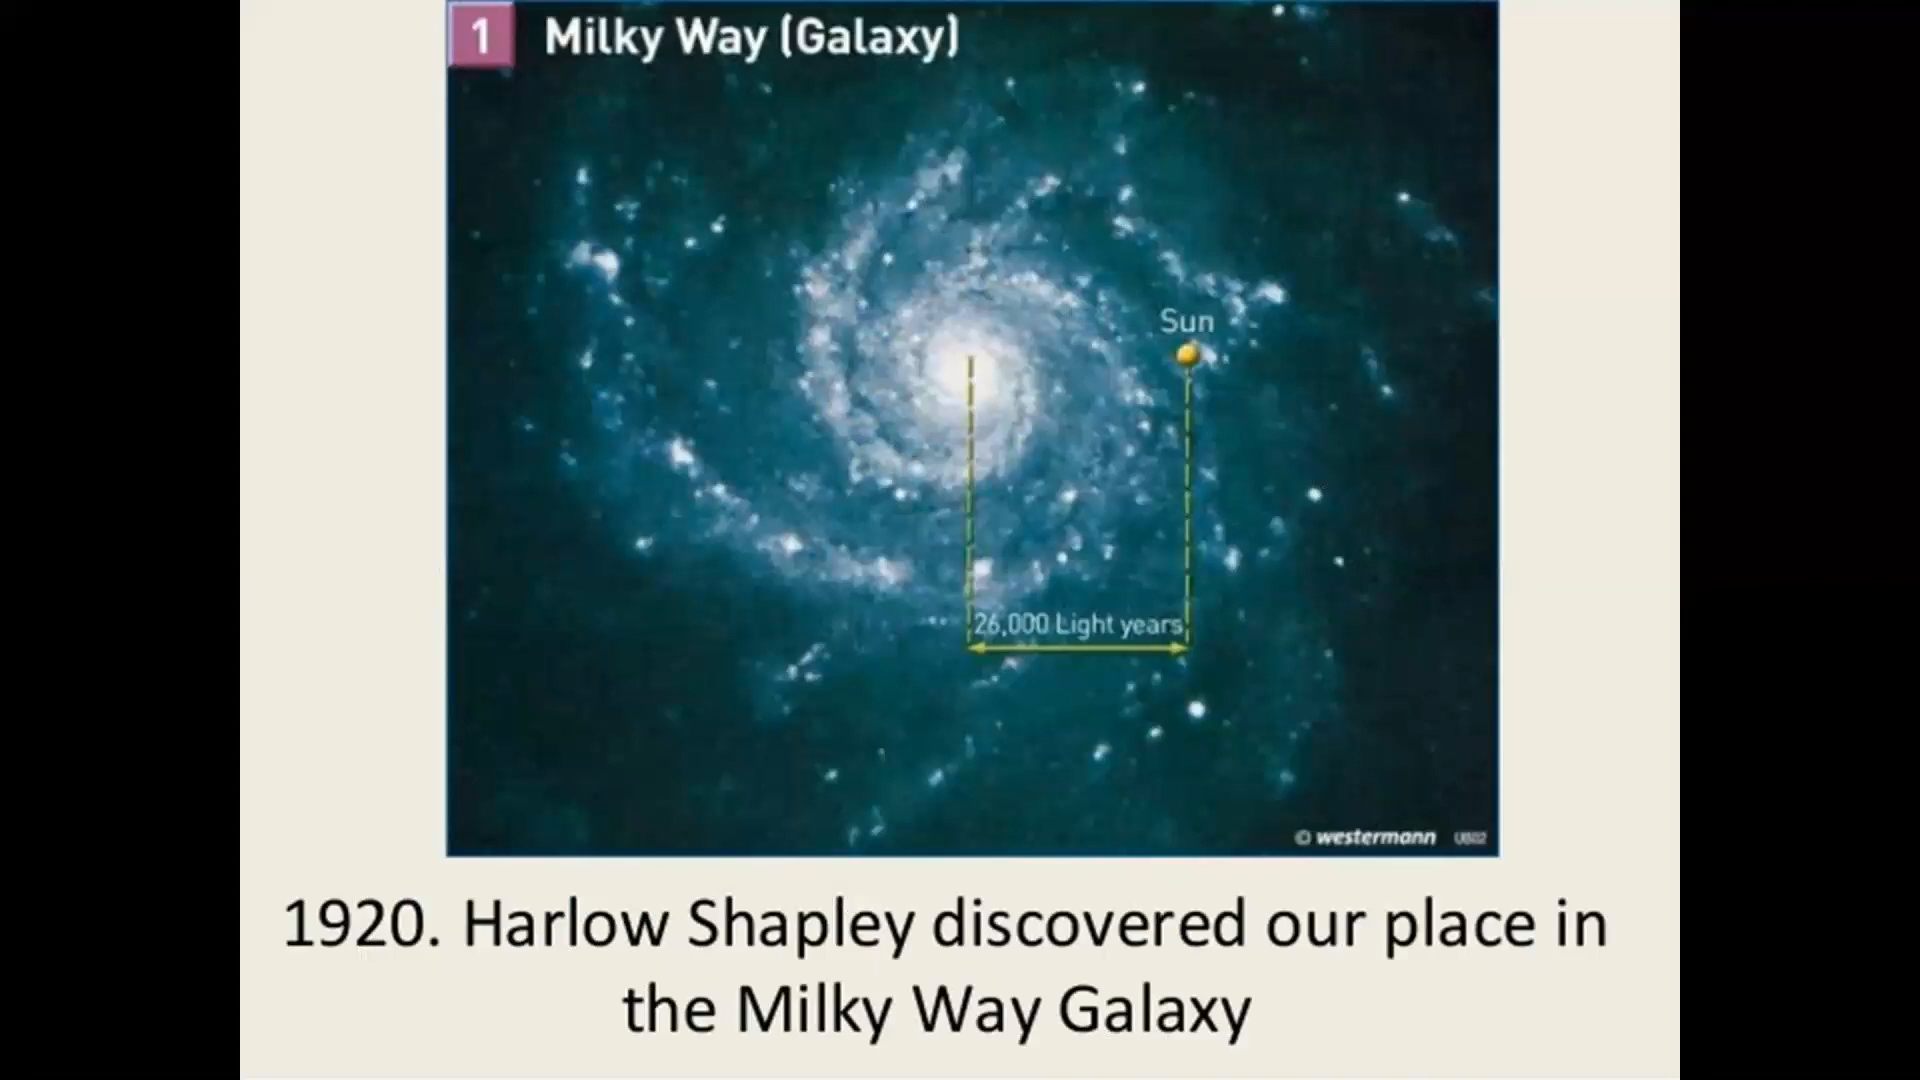 1
Milky Way (Galaxy)
Sun
26,000 Light years
© westermann UB02
1920. Harlow Shapley discovered our place in
the Milky Way Galaxy